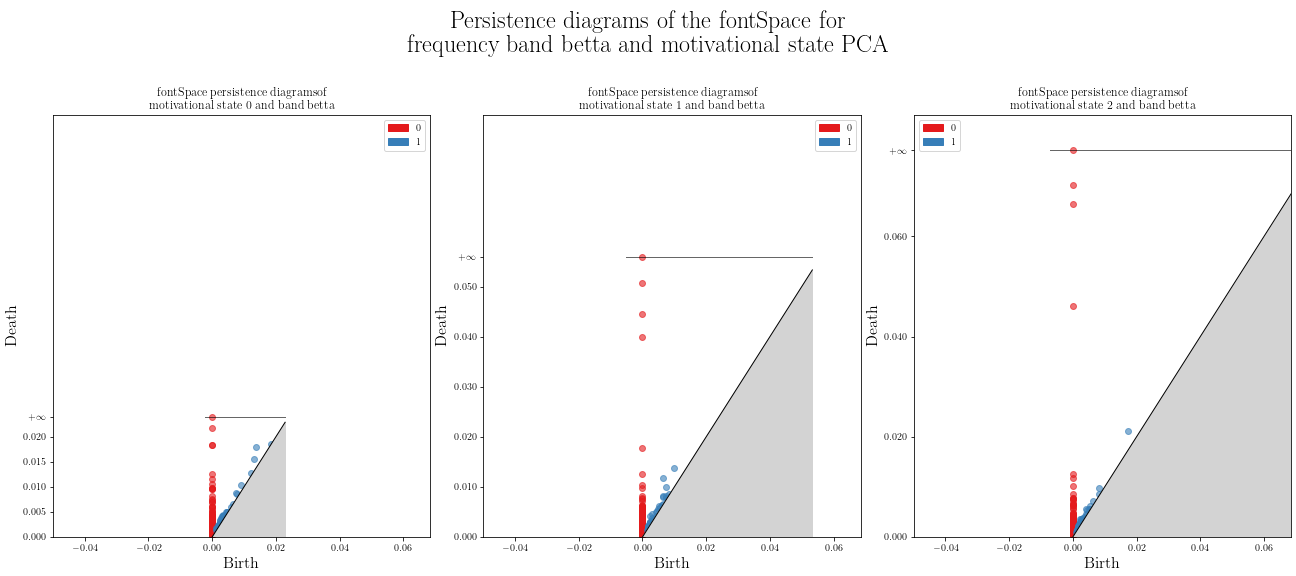 Persistence diagrams of the fontSpace for
frequency band betta and motivational state PCA
fontSpace persistence diagramsof
motivational state 0 and band betta
0
1
Death
+∞
0.020
0.015
0.010
0.005
0.000
−0.04 −0.02 0.00 0.02 0.04 0.06
Birth
fontSpace persistence diagramsof
motivational state 1 and band betta
0
1
Death
+∞
0.050
0.040
0.030
0.020
0.010
0.000
−0.04 −0.02 0.00 0.02 0.04 0.06
Birth
fontSpace persistence diagramsof
motivational state 2 and band betta
0
1
Death
+∞
0.060
0.040
0.020
0.000
−0.04 −0.02 0.00 0.02 0.04 0.06
Birth